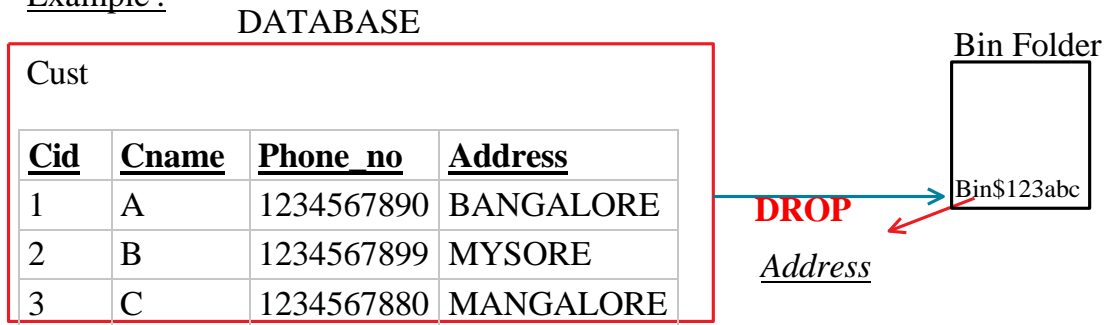 Example :
DATABASE
Bin Folder
Cust
Cid Cname Phone_no Address
1 A 1234567890 BANGALORE
Bin$123abc
DROP
2 B 1234567899 MYSORE
Address
3 C 1234567880 MANGALORE